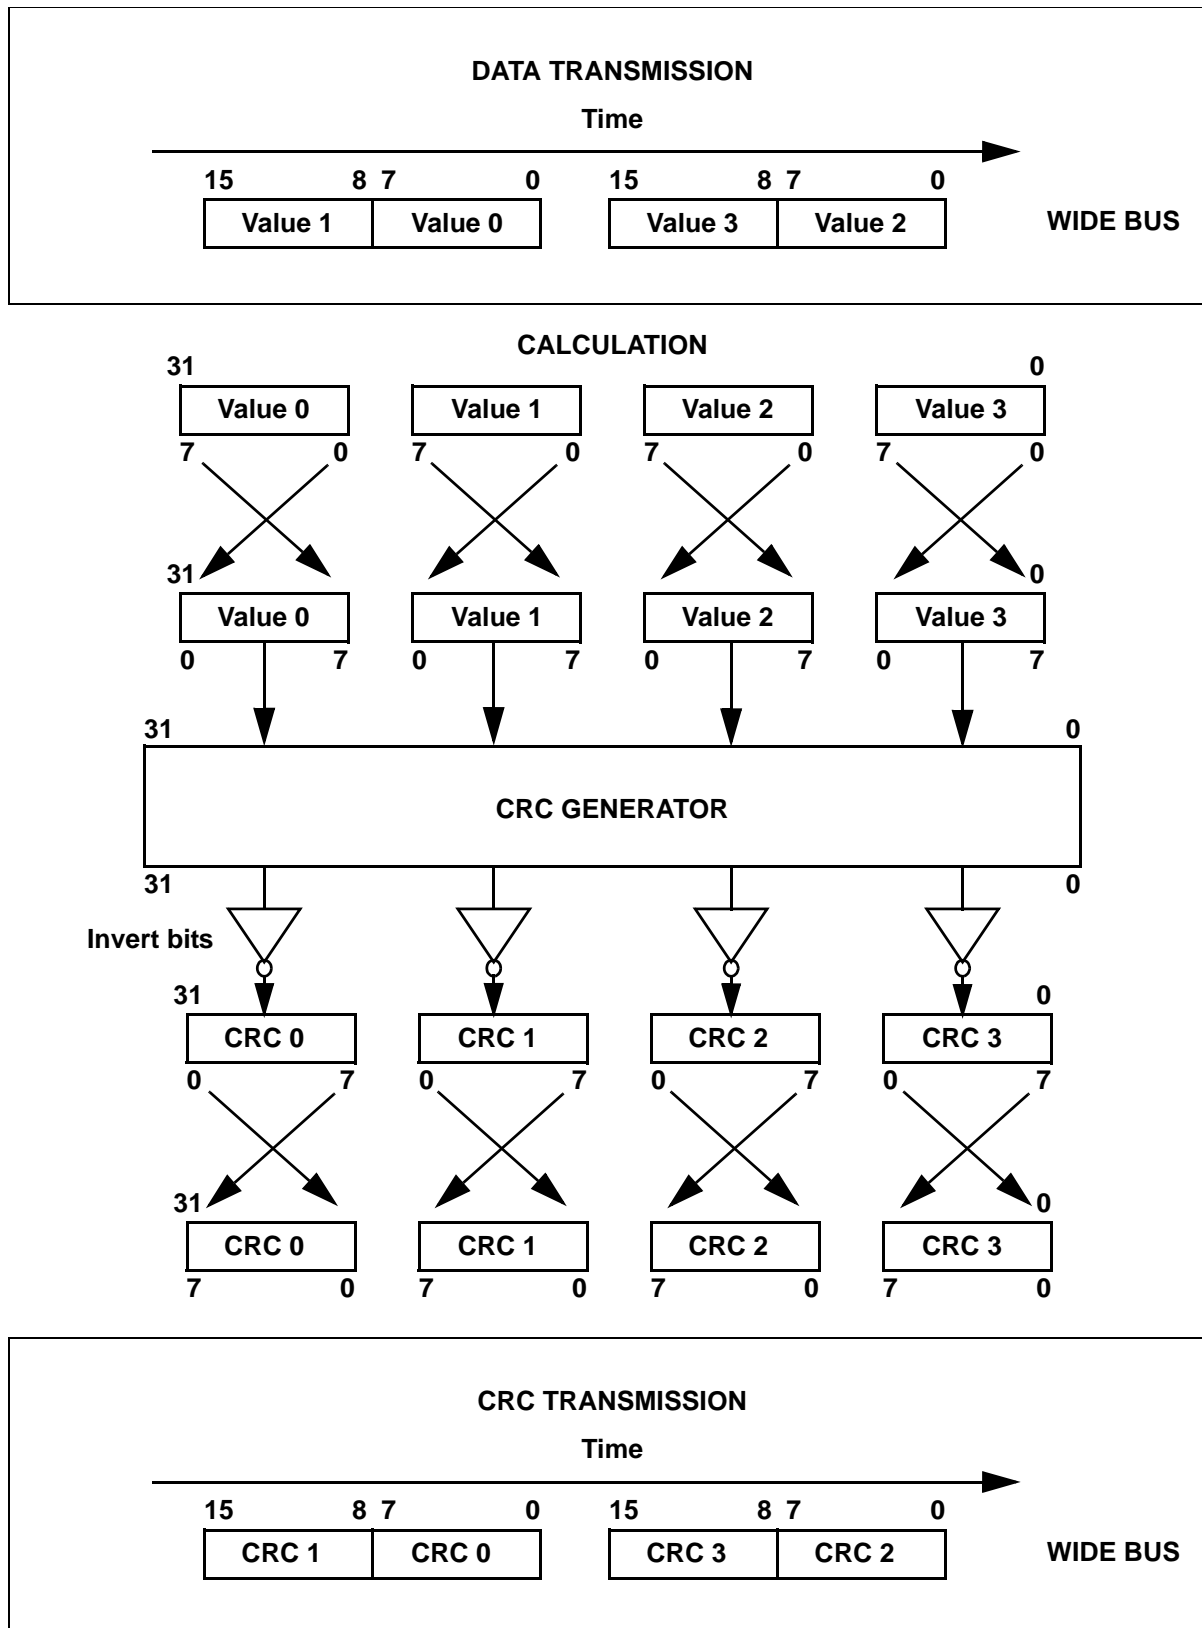 DATA TRANSMISSION
Time
15 8 7 0 15 8 7 0
Value 1 Value 0 Value 3 Value 2 WIDE BUS
CALCULATION
31 0
Value 0 Value 1 Value 2 Value 3
7 0 7 0 7 0 7 0
31 0
Value 0 Value 1 Value 2 Value 3
0 7 0 7 0 7 0 7
31 0
CRC GENERATOR
31 0
Invert bits
31 0
CRC 0 CRC 1 CRC 2 CRC 3
0 7 0 7 0 7 0 7
31 0
CRC 0 CRC 1 CRC 2 CRC 3
7 0 7 0 7 0 7 0
CRC TRANSMISSION
Time
15 8 7 0 15 8 7 0
CRC 1 CRC 0 CRC 3 CRC 2 WIDE BUS